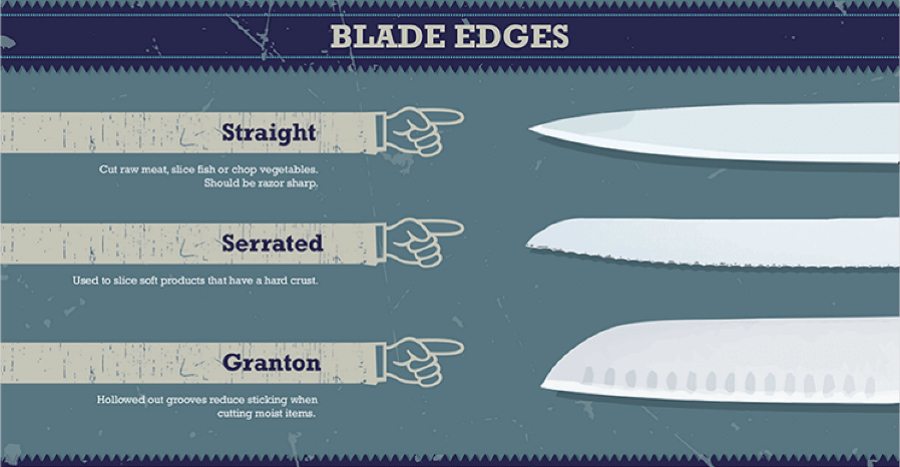 BLADE EDGES
Straight
Cut raw meat, slice fish or chop vegetables.
Should be razor sharp.
Serrated
Used to slice soft products that have a hard crust.
Granton
Hollowed out grooves reduce sticking when
cutting moist items.